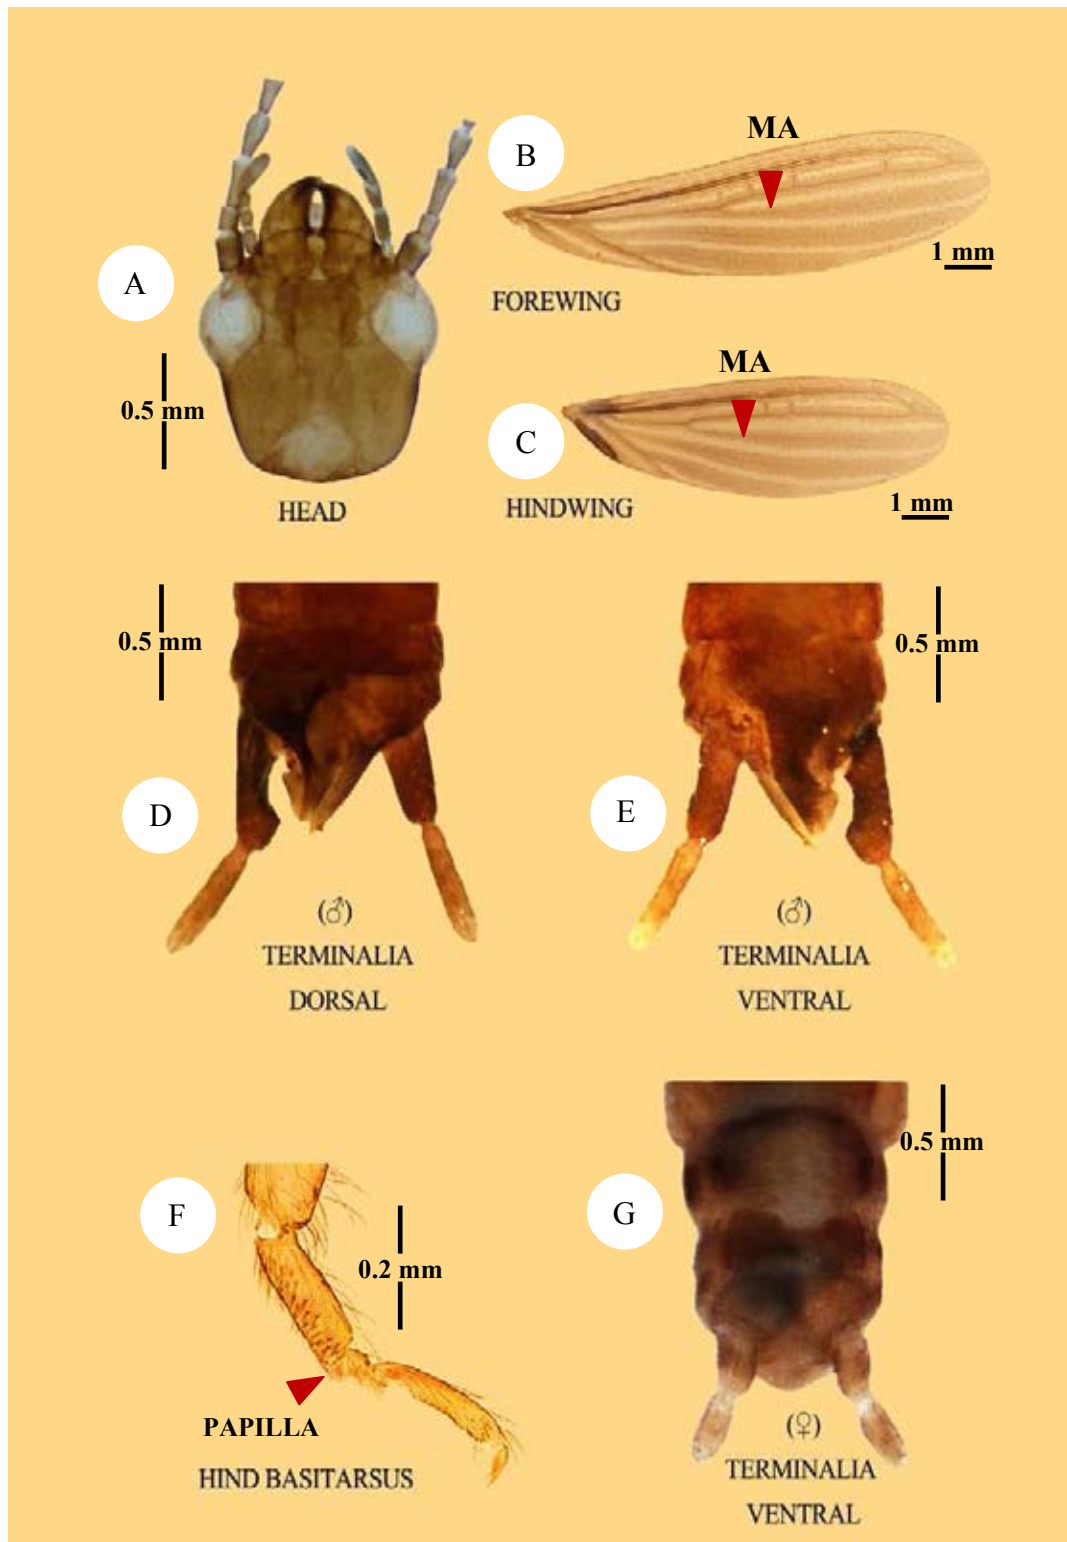 A
0.5 mm
HEAD
B
MA
1 mm
FOREWING
MA
C
1 mm
HINDWING
0.5 mm
D
(♂)
TERMINALIA
DORSAL
0.5 mm
E
(♂)
TERMINALIA
VENTRAL
F
0.2 mm
PAPILLA
HIND BASITARSUS
G
0.5 mm
(♀)
TERMINALIA
VENTRAL